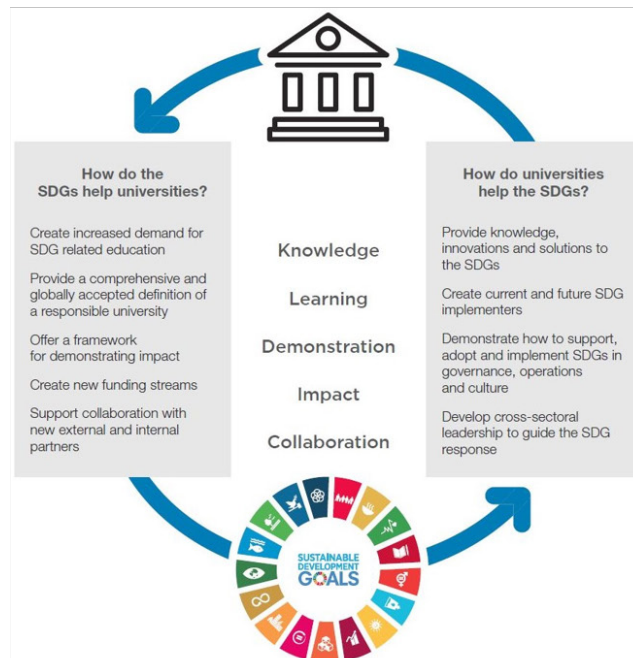 How do the
SDGs help universities?
Create increased demand for
SDG related education
Provide a comprehensive and
globally accepted definition of
a responsible university
Offer a framework
for demonstrating impact
Create new funding streams
Support collaboration with
new external and internal
partners
Knowledge
Learning
Demonstration
Impact
Collaboration
How do universities
help the SDGs?
Provide knowledge,
innovations and solutions to
the SDGs
Create current and future SDG
implementers
Demonstrate how to support,
adopt and implement SDGs in
governance, operations
and culture
Develop cross-sectoral
leadership to guide the SDG
response
SUSTAINABLE
DEVELOPMENT
GOALS